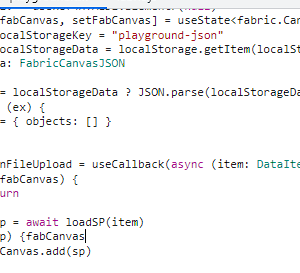 fabCanvas, setFabCanvas] = useState<fabric.Can
ocalStorageKey = "playground-json"
ocalStorageData = localStorage.getItem(localSt
a: FabricCanvasJSON
= localStorageData ? JSON.parse(localStorageDa
(ex) {
= { objects: [] }
nFileUpload = useCallback(async (item: DataIte
fabCanvas) {
urn
p = await loadSP(item)
p) {fabCanvas
Canvas.add(sp)